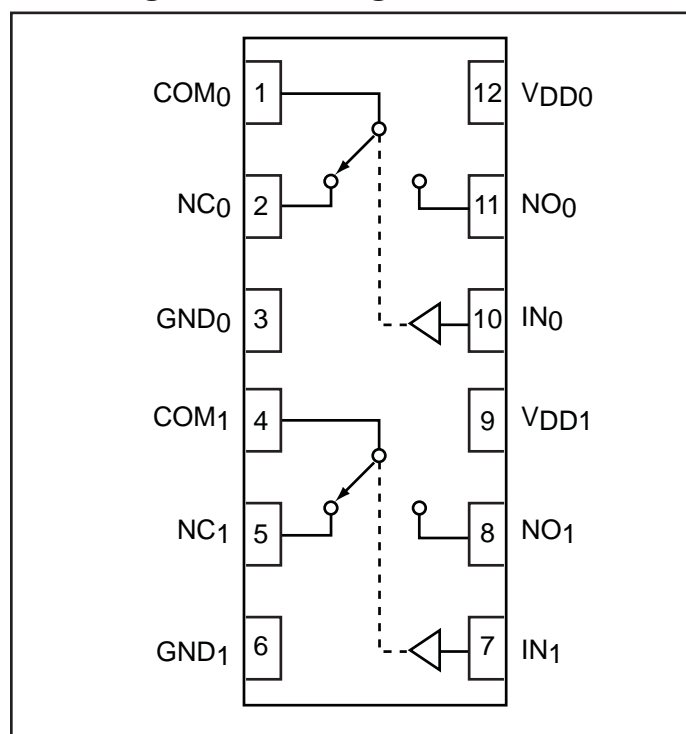 COM0 1 12 VDD0
NC0 2 11 NO0
GND0 3 10 IN0
COM1 4 9 VDD1
NC1 5 8 NO1
GND1 6 7 IN1